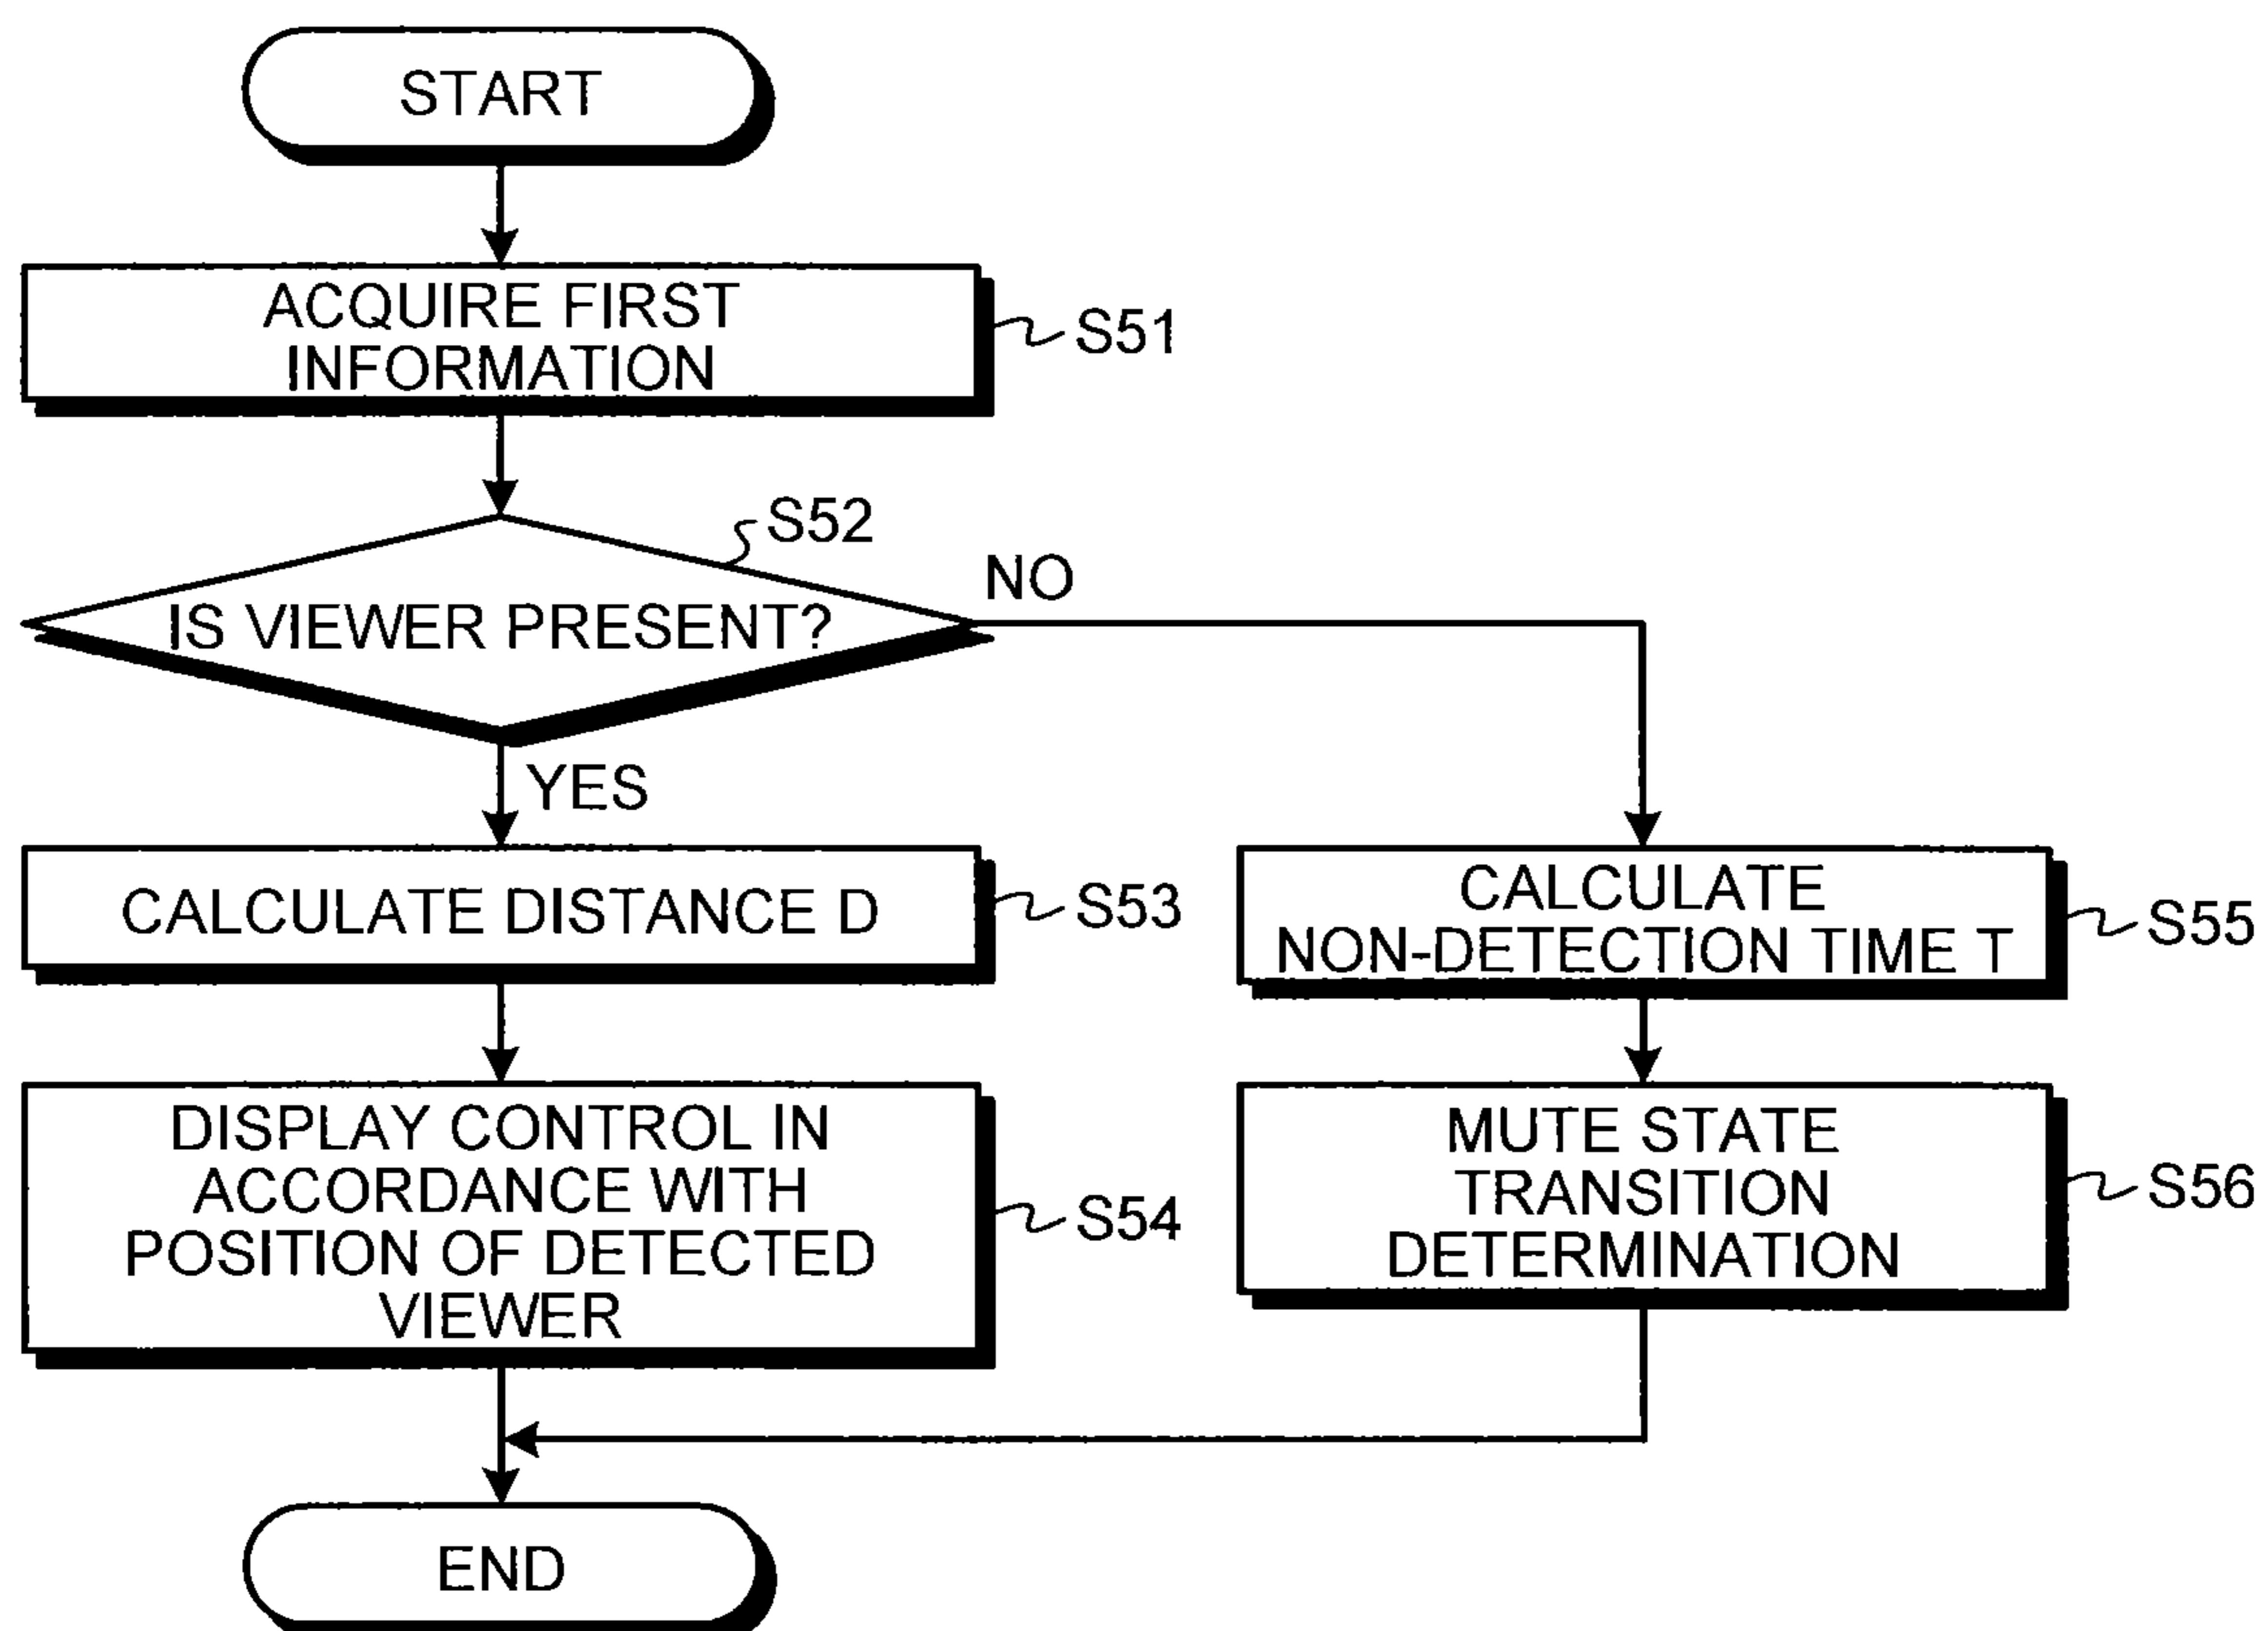 START
ACQUIRE FIRST
INFORMATION
S51
S52
IS VIEWER PRESENT?
NO
YES
CALCULATE DISTANCE D
S53
CALCULATE
NON-DETECTION TIME T
S55
DISPLAY CONTROL IN
ACCORDANCE WITH
POSITION OF DETECTED
VIEWER
S54
MUTE STATE
TRANSITION
DETERMINATION
S56
END